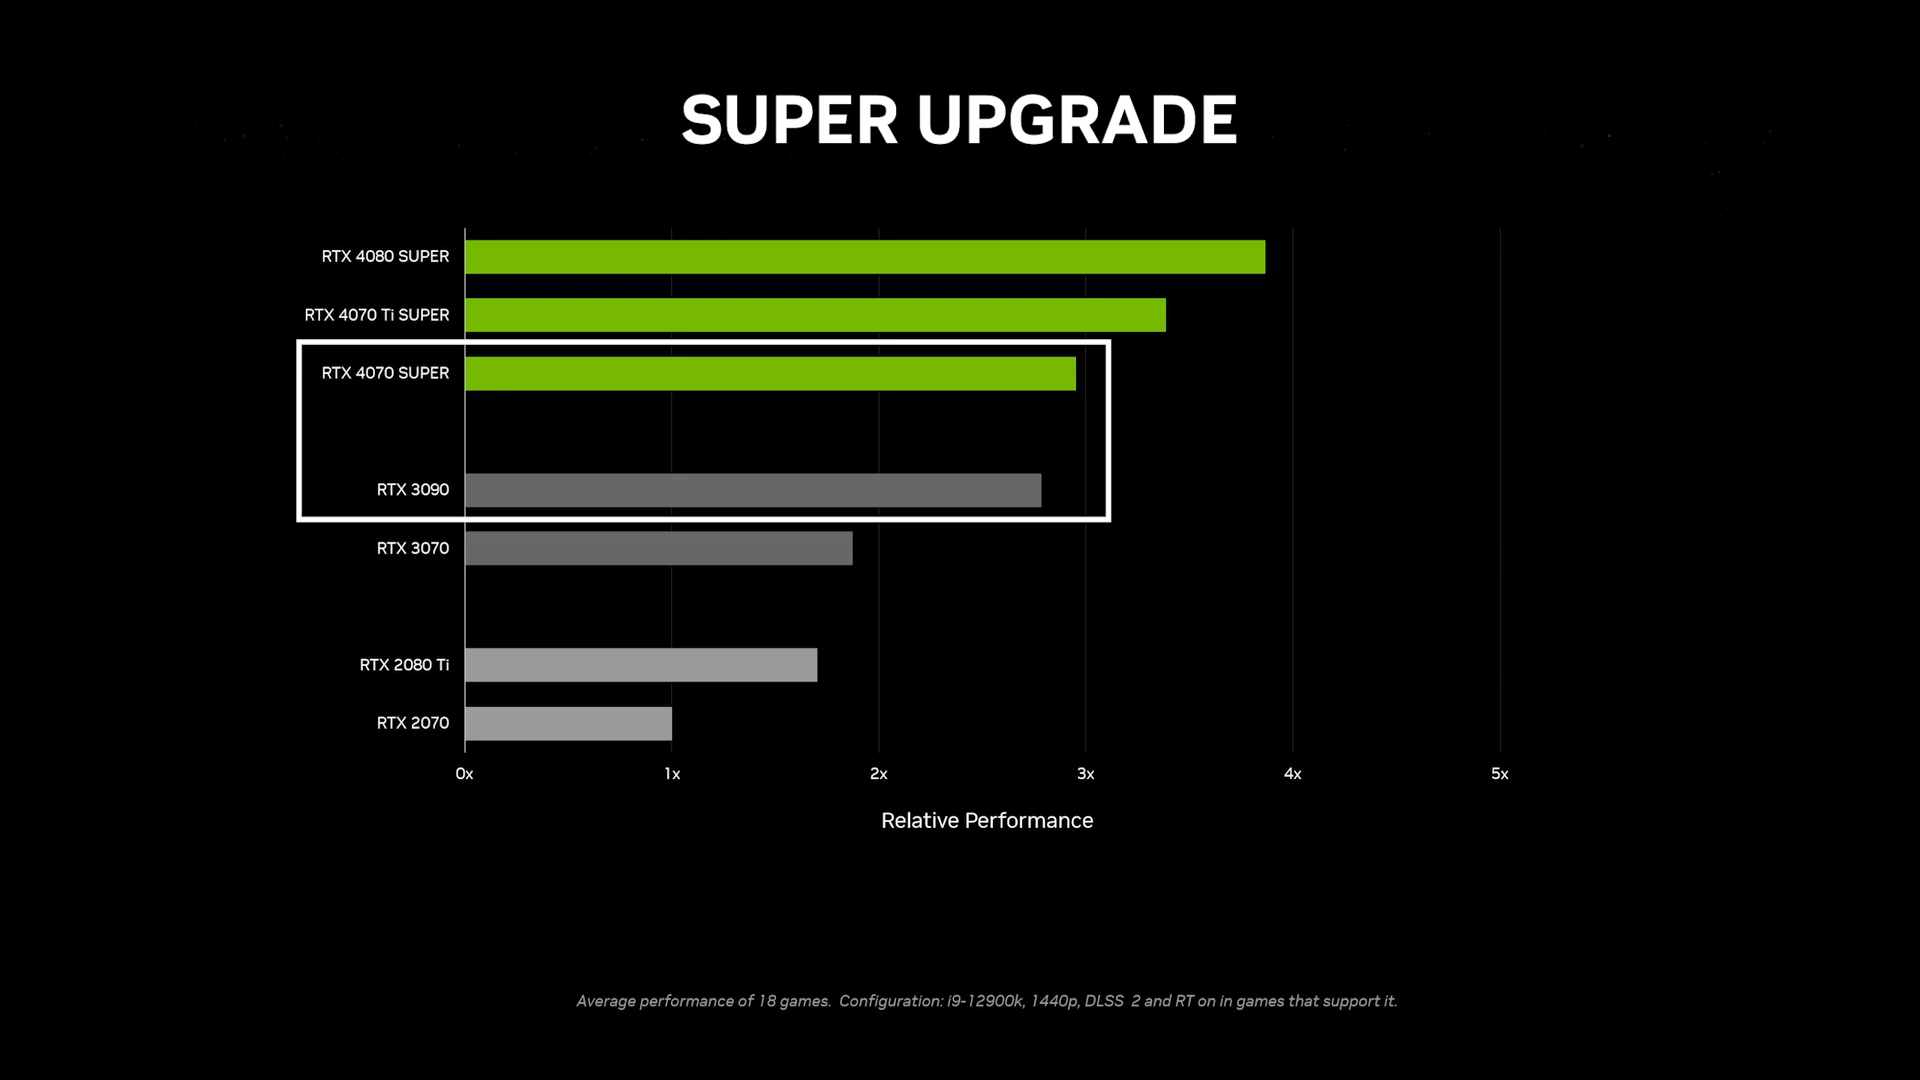 SUPER UPGRADE
RTX 4080 SUPER
RTX 4070 Ti SUPER
RTX 4070 SUPER
RTX 3090
RTX 3070
RTX 2080 Ti
RTX 2070
0x 1x 2x 3x 4x 5x
Relative Performance
Average performance of 18 games. Configuration: i9-12900k, 1440p, DLSS 2 and RT on in games that support it.